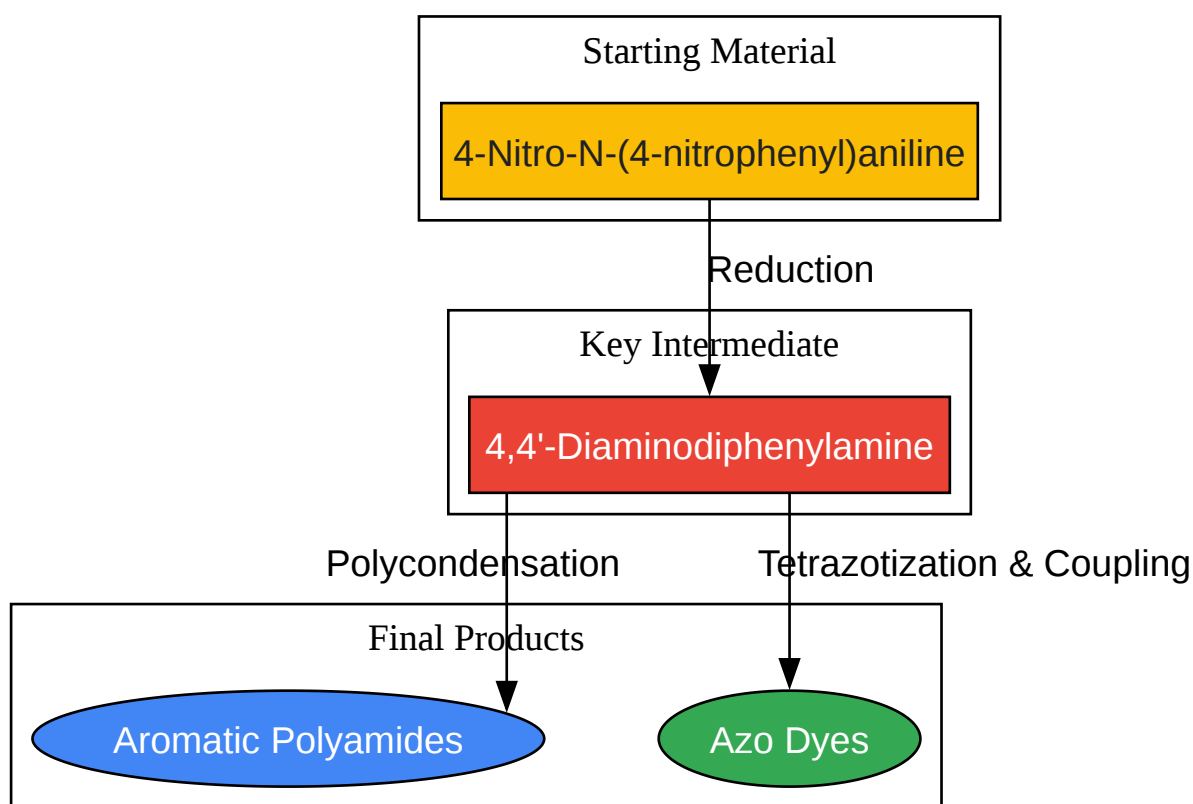 Starting Material
4-Nitro-N-(4-nitrophenyl)aniline
Reduction
Key Intermediate
4,4'-Diaminodiphenylamine
Polycondensation
Tetrazotization & Coupling
Final Products
Aromatic Polyamides
Azo Dyes